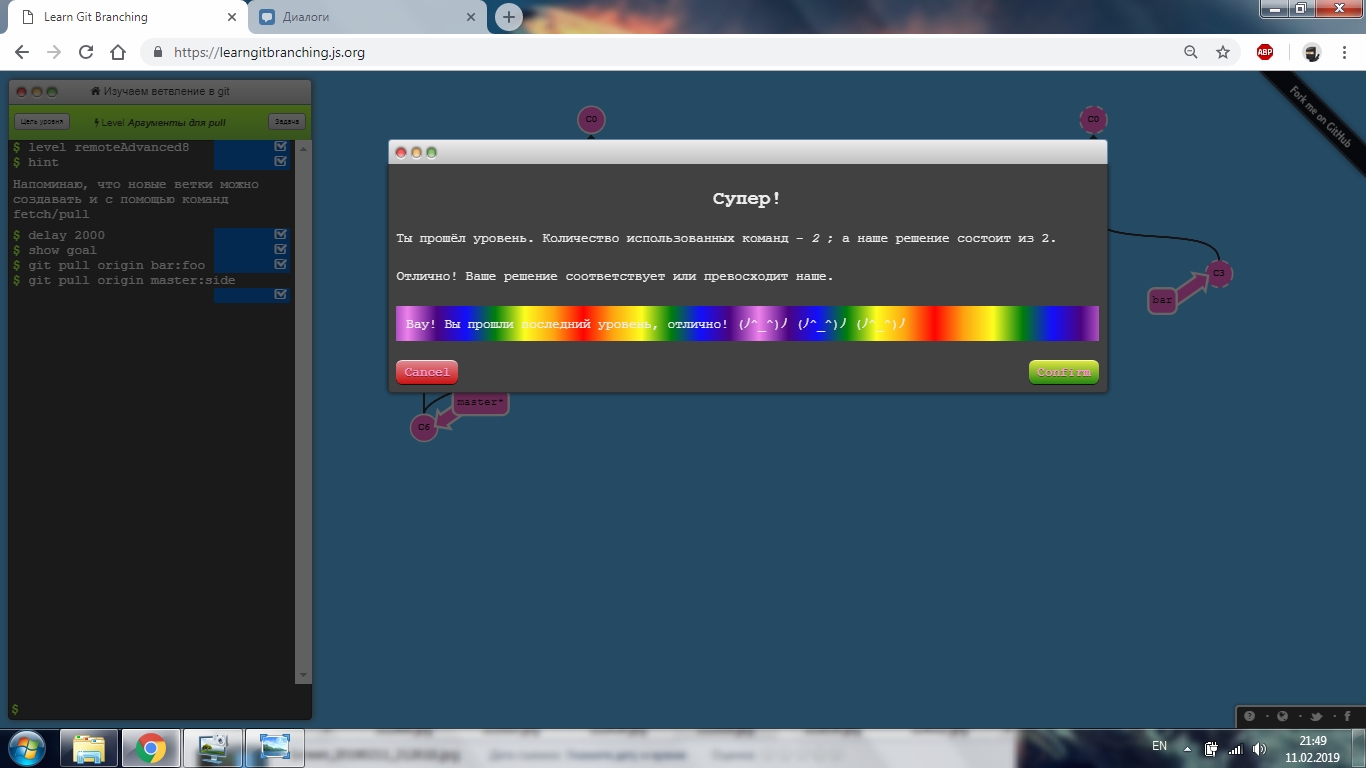 Learn Git Branching
Диалоги
https://learngitbranching.js.org
ABP
Изучаем ветвление в git
Цель уровня
Level Аргументы для pull
Задача
$ level remoteAdvanced8
$ hint
Напоминаю, что новые ветки можно
создавать и с помощью команд
fetch/pull
$ delay 2000
$ show goal
$ git pull origin bar:foo
$ git pull origin master:side
$
C0
C0
Fork me on GitHub
Супер!
Ты прошёл уровень. Количество использованных команд - 2 ; а наше решение состоит из 2.
Отлично! Ваше решение соответствует или превосходит наше.
Вау! Вы прошли последний уровень, отлично! (ﾉ^_^)ﾉ (ﾉ^_^)ﾉ (ﾉ^_^)ﾉ
Cancel
Confirm
C3
bar
master*
C6
EN
21:49
11.02.2019